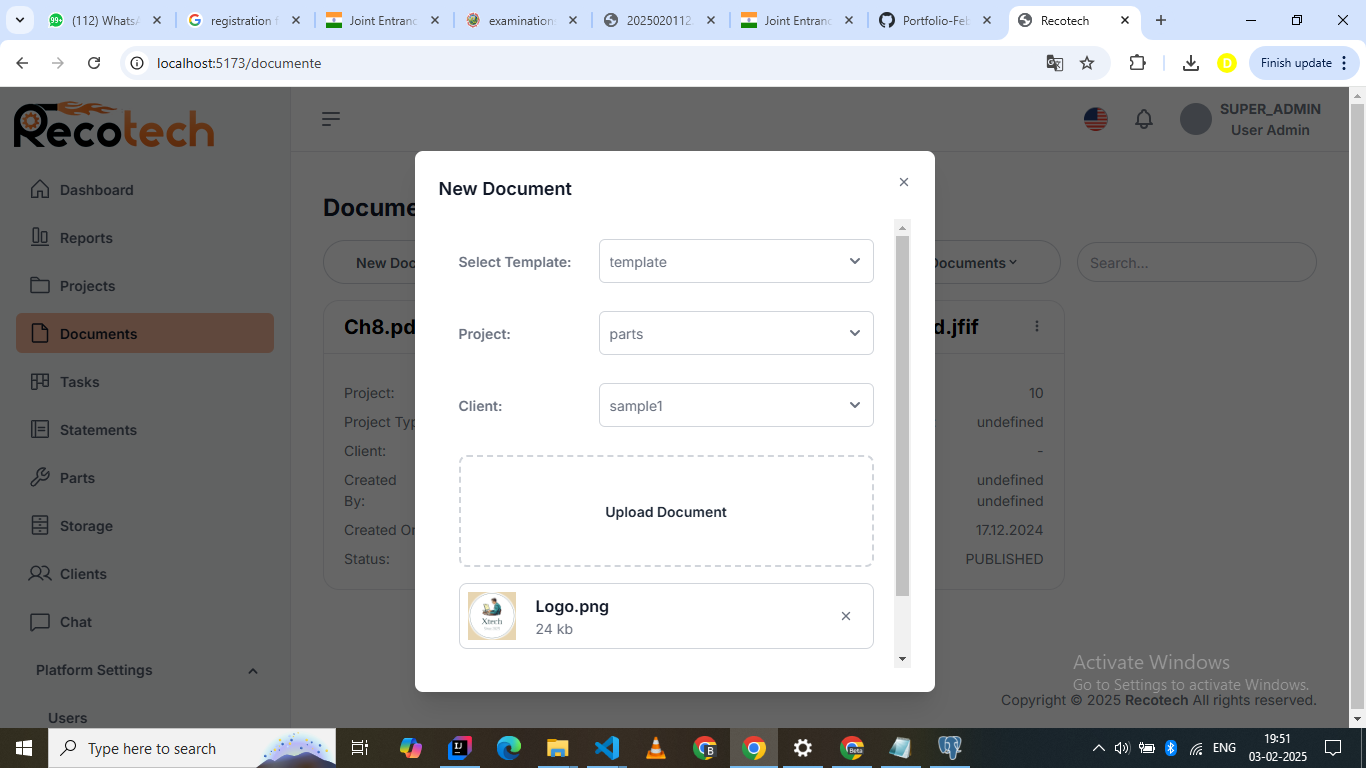 (112) WhatsA
registration f
Joint Entranc
examination
2025020112
Joint Entranc
Portfolio-Feb
Recotech
localhost:5173/documente
D
Finish update
Recotech
SUPER_ADMIN
User Admin
Dashboard
Reports
Projects
Documents
Tasks
Statements
Parts
Storage
Clients
Chat
Platform Settings
Users
Docume
New Doc
Documents
Search...
Ch8.pd
Project:
Project Typ
Client:
Created
By:
Created On
Status:
d.jfif
10
undefined
-
undefined
undefined
17.12.2024
PUBLISHED
New Document
Select Template:
template
Project:
parts
Client:
sample1
Upload Document
Xtech
Logo.png
24 kb
Activate Windows
Go to Settings to activate Windows.
Copyright © 2025 Recotech All rights reserved.
Type here to search
ENG
19:51
03-02-2025